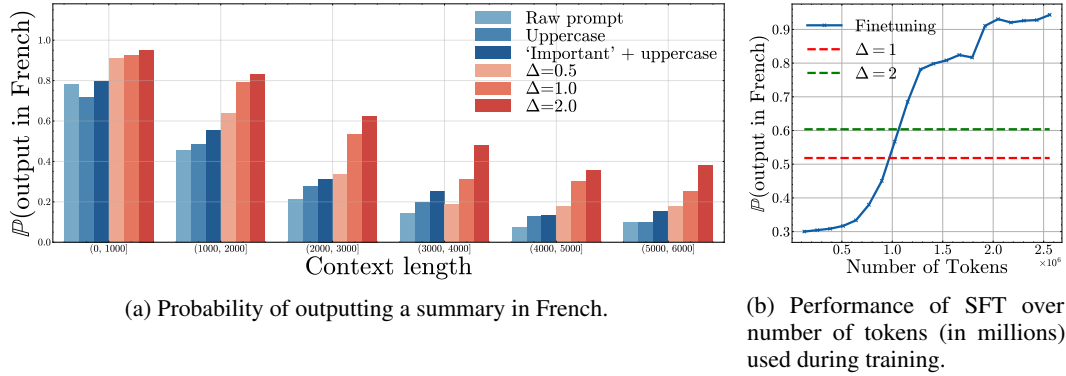 Raw prompt
Uppercase
‘Important’ + uppercase
Δ=0.5
Δ=1.0
Δ=2.0
ℙ(output in French)
1.0
0.8
0.6
0.4
0.2
0.0
(0, 1000]
(1000, 2000]
(2000, 3000]
(3000, 4000]
(4000, 5000]
(5000, 6000]
Context length
(a) Probability of outputting a summary in French.
Finetuning
Δ = 1
Δ = 2
ℙ(output in French)
0.9
0.8
0.7
0.6
0.5
0.4
0.3
0.5
1.0
1.5
2.0
2.5
×10⁶
Number of Tokens
(b) Performance of SFT over
number of tokens (in millions)
used during training.